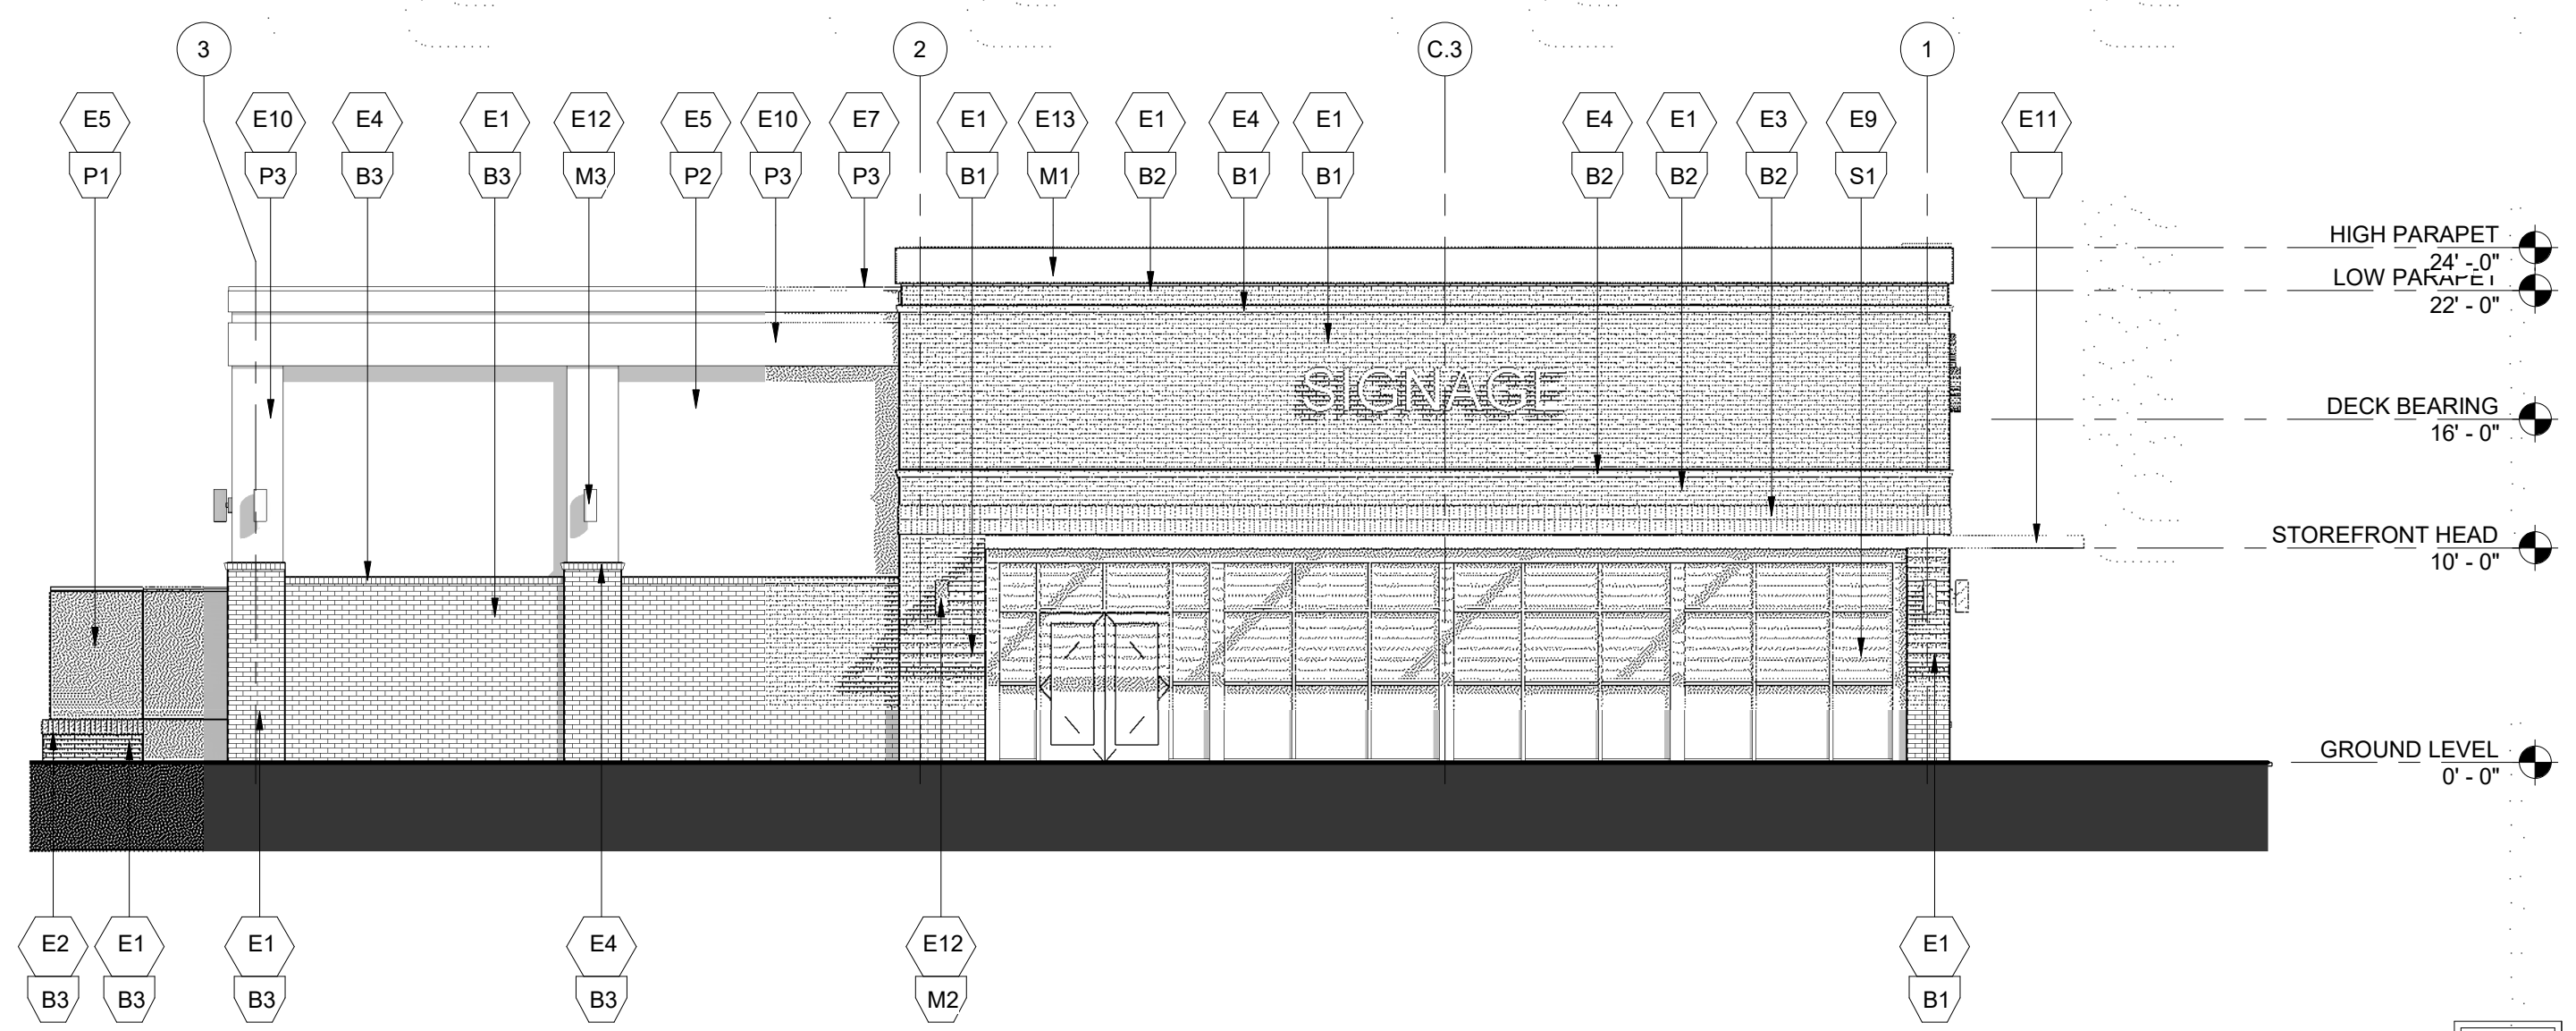 3
2
C.3
1
E5
E10
E4
E1
E12
E5
E10
E7
E1
E13
E1
E4
E1
E4
E1
E3
E9
E11
P1
P3
B3
B3
M3
P2
P3
P3
B1
M1
B2
B1
B1
B2
B2
B2
S1
HIGH PARAPET
24' - 0"
LOW PARAPET
22' - 0"
SIGNAGE
DECK BEARING
16' - 0"
STOREFRONT HEAD
10' - 0"
GROUND LEVEL
0' - 0"
E2
E1
E1
E4
E12
E1
B3
B3
B3
B3
M2
B1